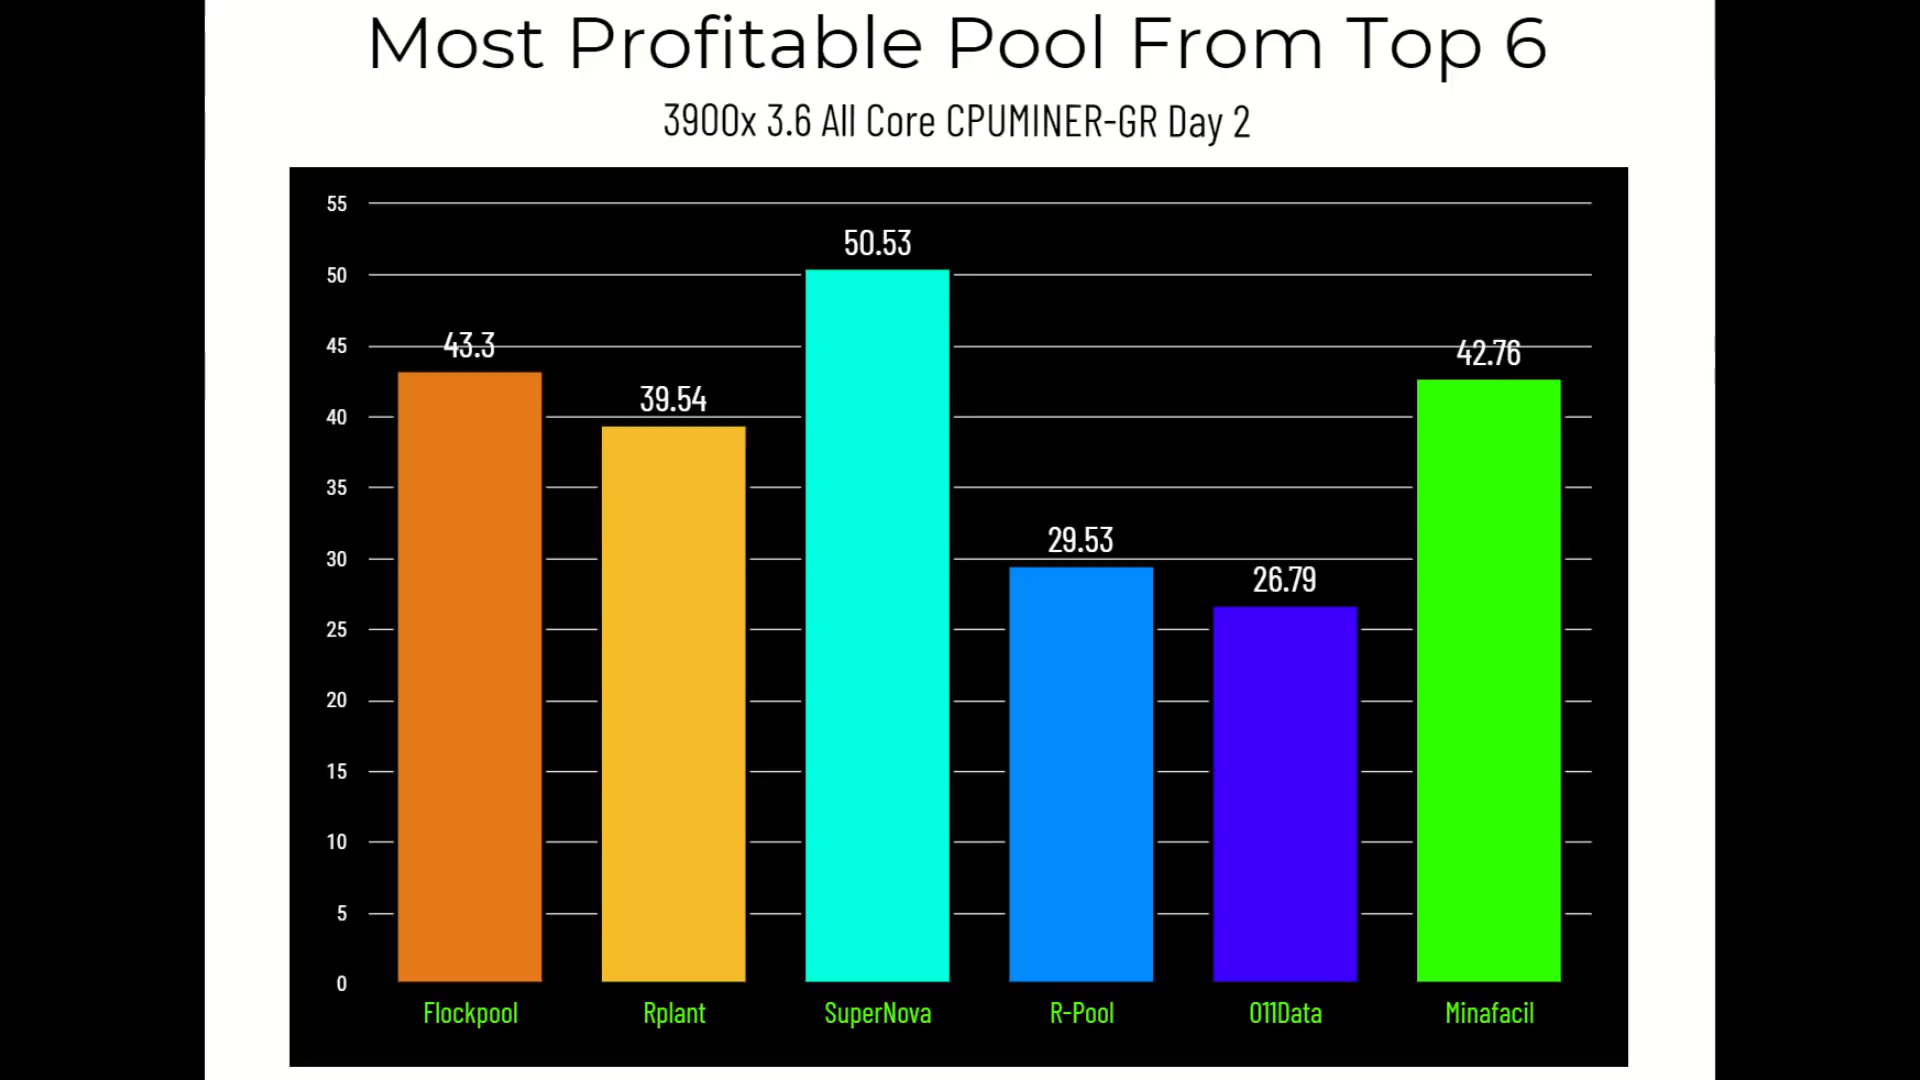 Most Profitable Pool From Top 6
3900x 3.6 All Core CPUMINER-GR Day 2
55
50
45
40
35
30
25
20
15
10
5
0
43.3
39.54
50.53
29.53
26.79
42.76
Flockpool
Rplant
SuperNova
R-Pool
011Data
Minafacil